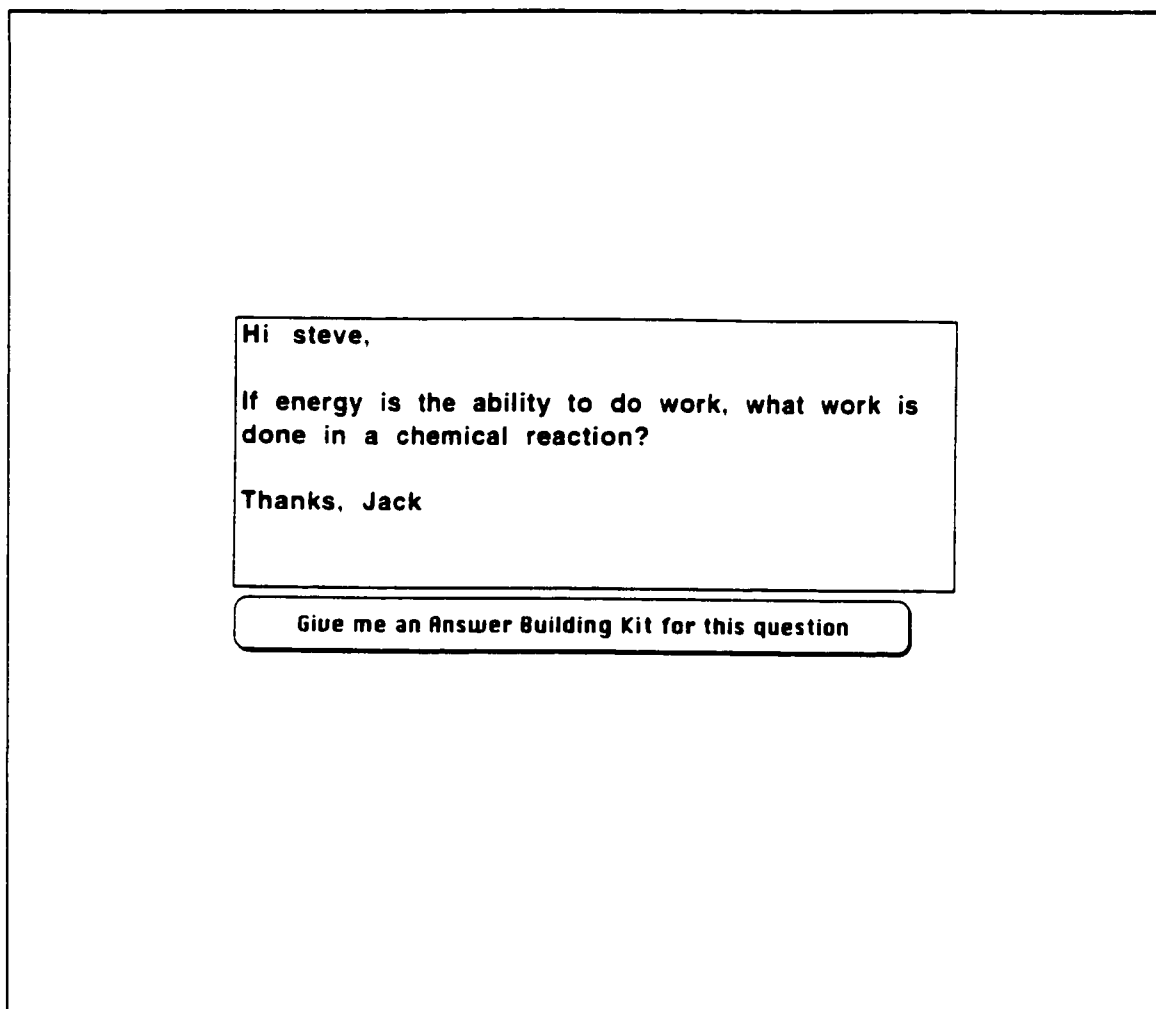 Hi steve,
If energy is the ability to do work, what work is
done in a chemical reaction?
Thanks, Jack
Give me an Answer Building Kit for this question